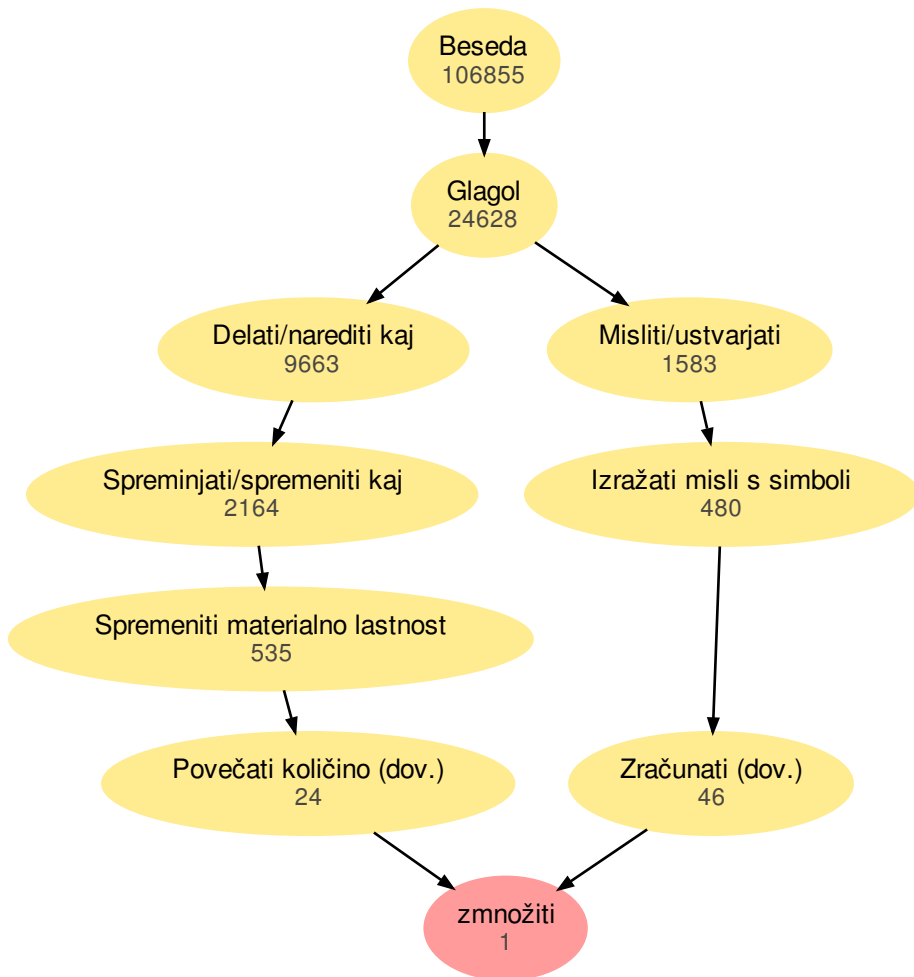 Beseda
106855
Glagol
24628
Delati/narediti kaj
9663
Misliti/ustvarjati
1583
Spreminjati/spremeniti kaj
2164
Izražati misli s simboli
480
Spremeniti materialno lastnost
535
Povečati količino (dov.)
24
Zračunati (dov.)
46
zmnožiti
1